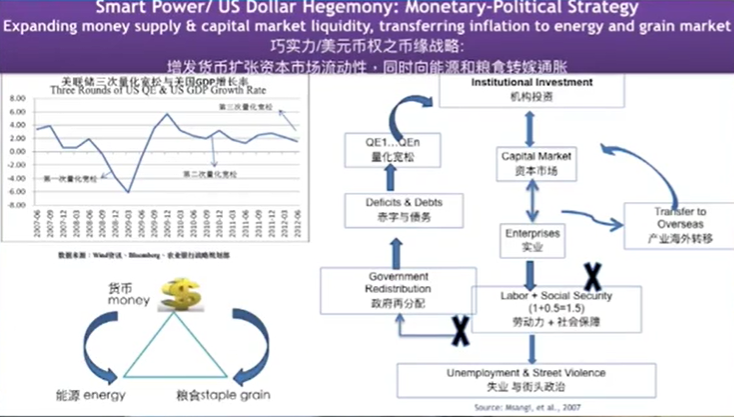 Smart Power/ US Dollar Hegemony: Monetary-Political Strategy
Expanding money supply & capital market liquidity, transferring inflation to energy and grain market
巧实力/美元币权之币缘战略:
增发货币扩张资本市场流动性，同时向能源和粮食转嫁通胀
美联储三次量化宽松与美国GDP增长率
Three Rounds of US QE & US GDP Growth Rate
8.00
6.00
4.00
2.00
0.00
-2.00
-4.00
-6.00
-8.00
第三次量化宽松
第一次量化宽松
第二次量化宽松
2007-06
2007-09
2007-12
2008-03
2008-06
2008-09
2008-12
2009-03
2009-06
2009-09
2009-12
2010-03
2010-06
2010-09
2010-12
2011-03
2011-06
2011-09
2011-12
2012-03
2012-06
数据来源：Wind资讯、Bloomberg、农业银行战略规划部
货币
money
能源 energy
粮食staple grain
Institutional Investment
机构投资
QE1…QEn
量化宽松
Capital Market
资本市场
Deficits & Debts
赤字与债务
Transfer to
Overseas
产业海外转移
Enterprises
实业
Government
Redistribution
政府再分配
Labor + Social Security
(1+0.5=1.5)
劳动力 + 社会保障
Unemployment & Street Violence
失业 与街头政治
Source: Msangi, et al., 2007